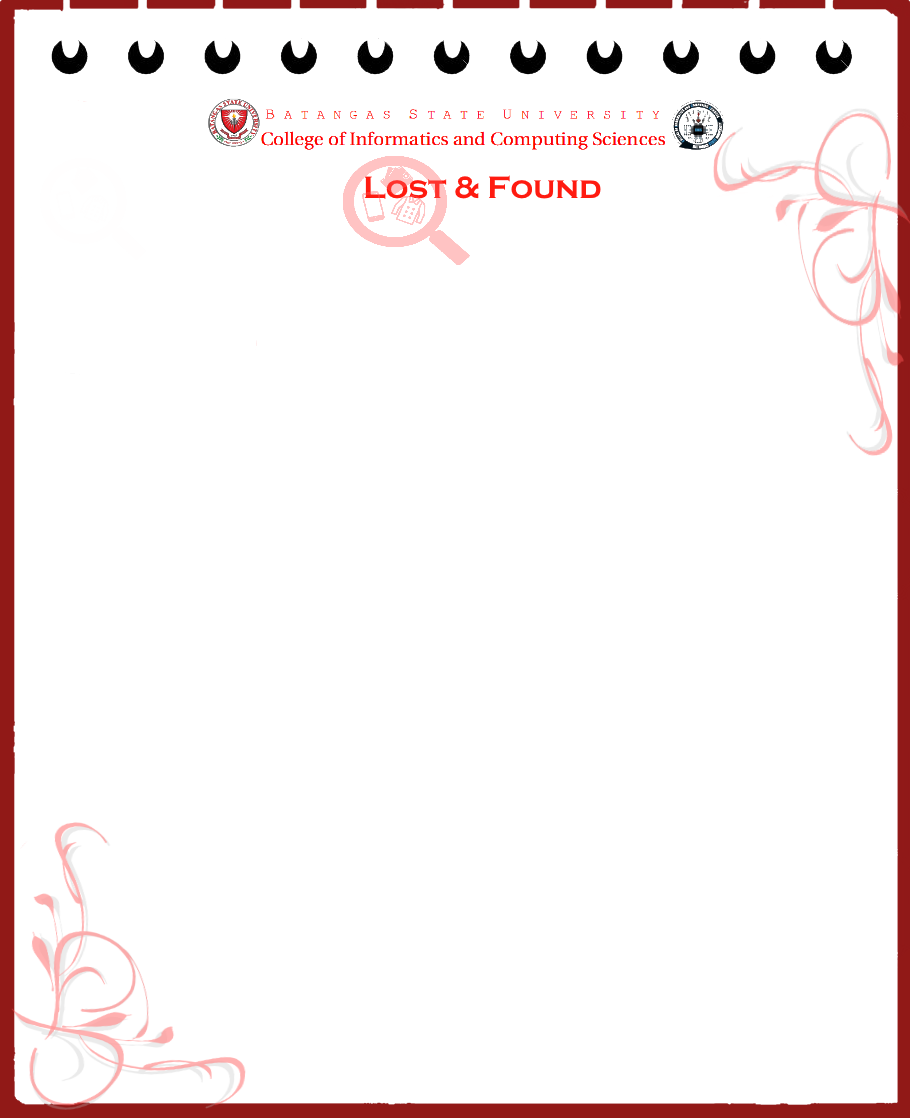 BATANGAS STATE UNIVERSITY
College of Informatics and Computing Sciences
LOST & FOUND